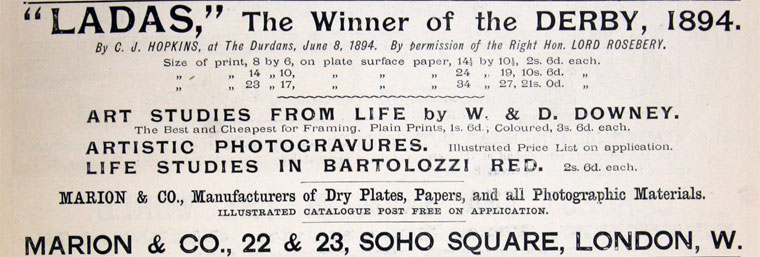 "LADAS," The Winner of the DERBY, 1894.
By C. J. HOPKINS, at The Durdans, June 8, 1894. By permission of the Right Hon. LORD ROSEBERY.
Size of print, 8 by 6, on plate surface paper, 14½ by 10½, 2s. 6d. each.
„ „ 14 „ 10, „ „ „ 24 „ 19, 10s. 6d. „
„ „ 23 „ 17, „ „ „ 34 „ 27, 21s. 0d. „
ART STUDIES FROM LIFE by W. & D. DOWNEY.
The Best and Cheapest for Framing. Plain Prints, 1s. 6d., Coloured, 3s. 6d. each.
ARTISTIC PHOTOGRAVURES. Illustrated Price List on application.
LIFE STUDIES IN BARTOLOZZI RED. 2s. 6d. each.
MARION & CO., Manufacturers of Dry Plates, Papers, and all Photographic Materials.
ILLUSTRATED CATALOGUE POST FREE ON APPLICATION.
MARION & CO., 22 & 23, SOHO SQUARE, LONDON, W.